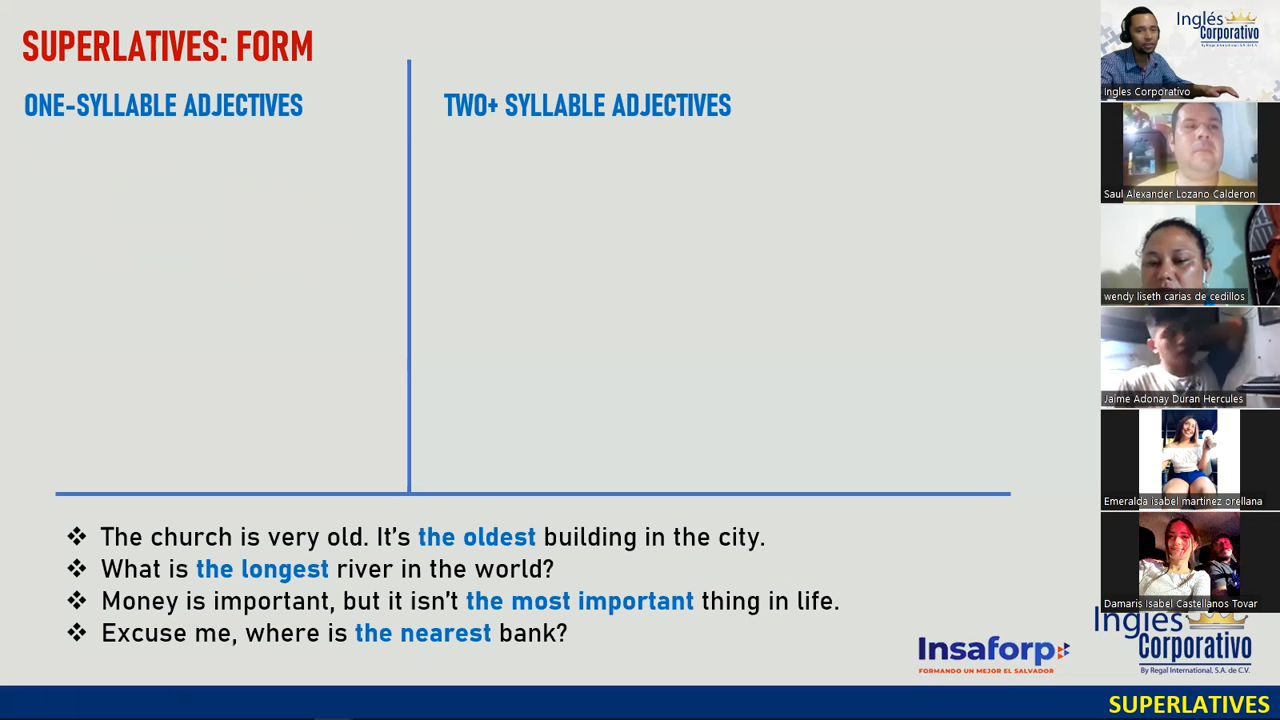 SUPERLATIVES: FORM
ONE-SYLLABLE ADJECTIVES
TWO+ SYLLABLE ADJECTIVES
❖ The church is very old. It's the oldest building in the city.
❖ What is the longest river in the world?
❖ Money is important, but it isn't the most important thing in life.
❖ Excuse me, where is the nearest bank?
Insaforp
FORMANDO UN MEJOR EL SALVADOR
Inglés
Corporativo
By Regal International, S.A. de C.V.
SUPERLATIVES
Inglés
Corporativo
By Regal International, S.A. de C.V.
Ingles Corporativo
Saul Alexander Lozano Calderon
wendy liseth carias de cedillos
Jaime Adonay Duran Hercules
Emeralda isabel martinez orellana
Damaris Isabel Castellanos Tovar